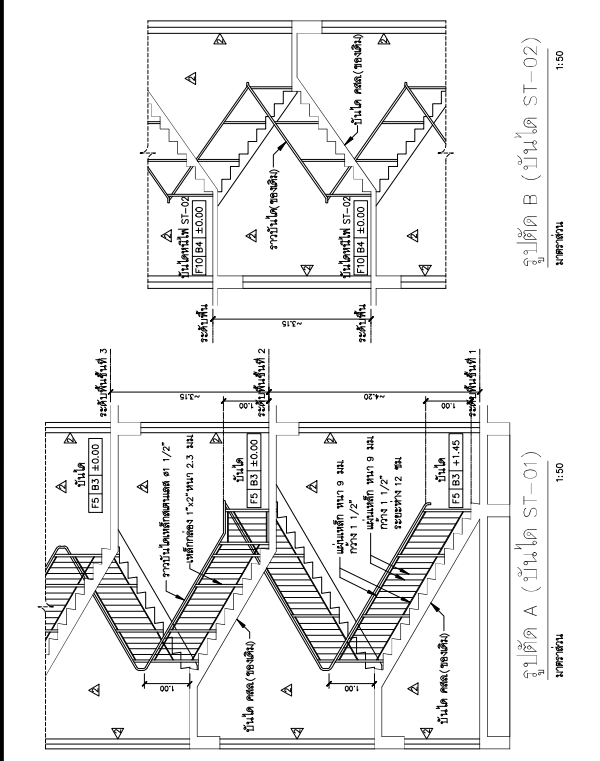 รูปตัด A (บันได ST-01)
มาตราส่วน 1:50
ระดับพื้นชั้นที่ 3
ระดับพื้นชั้นที่ 2
ระดับพื้นชั้นที่ 1
~3.15
~4.20
1.00
1.00
1.00
1.00
บันได
F5 B3 ±0.00
บันได
F5 B3 ±0.00
บันได
F5 B3 +1.45
ราวบันไดเหล็กสแตนเลส ø1 1/2"
เหล็กกล่อง 1"x2"หนา 2.3 มม.
แผ่นเหล็ก หนา 9 มม.
กว้าง 1 1/2"
แผ่นเหล็ก หนา 9 มม.
กว้าง 1 1/2"
ระยะห่าง 12 ซม.
บันได คสล.(ของเดิม)
บันได คสล.(ของเดิม)
รูปตัด B (บันได ST-02)
มาตราส่วน 1:50
ระดับพื้น
ระดับพื้น
~3.15
บันไดหนีไฟ ST-02
F10 B4 ±0.00
บันไดหนีไฟ ST-02
F10 B4 ±0.00
ราวบันได(ของเดิม)
บันได คสล.(ของเดิม)